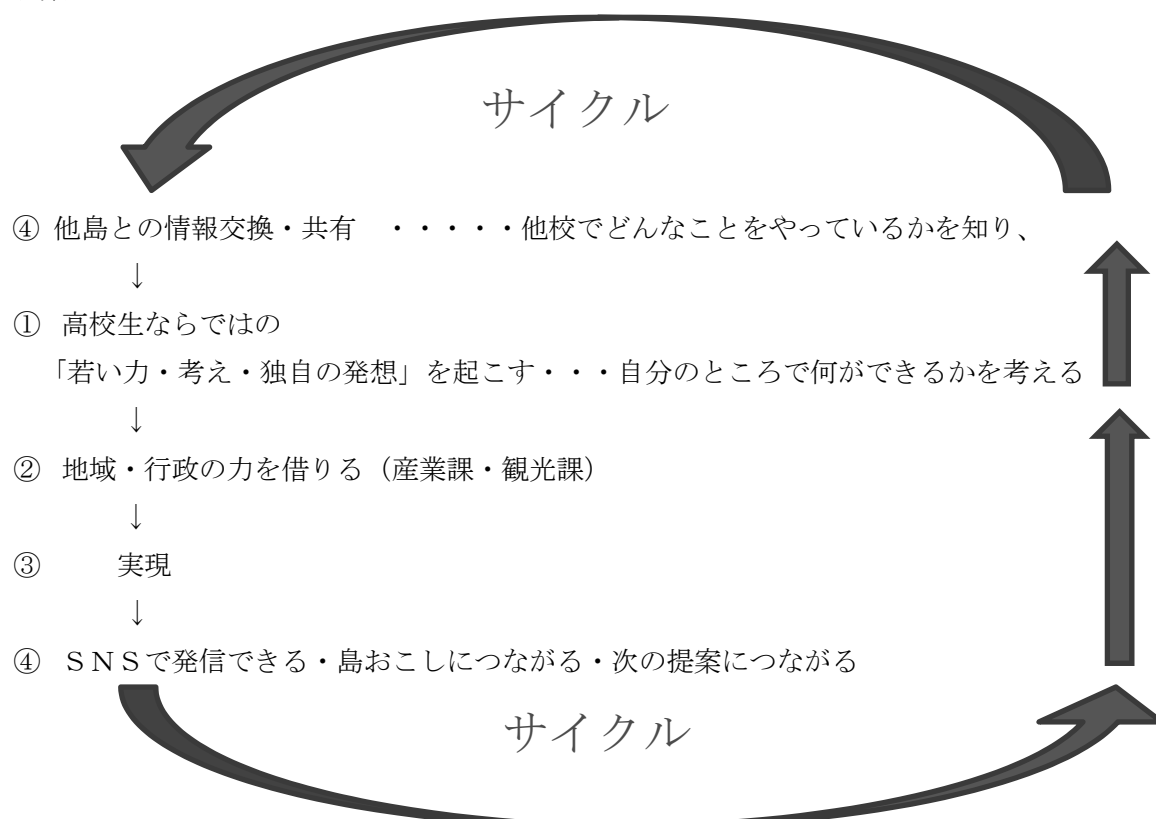 サイクル
④ 他島との情報交換・共有　・・・・・他校でどんなことをやっているかを知り、
↓
① 高校生ならではの
「若い力・考え・独自の発想」を起こす・・・自分のところで何ができるかを考える
↓
② 地域・行政の力を借りる（産業課・観光課）
↓
③ 実現
↓
④ ＳＮＳで発信できる・島おこしにつながる・次の提案につながる
サイクル